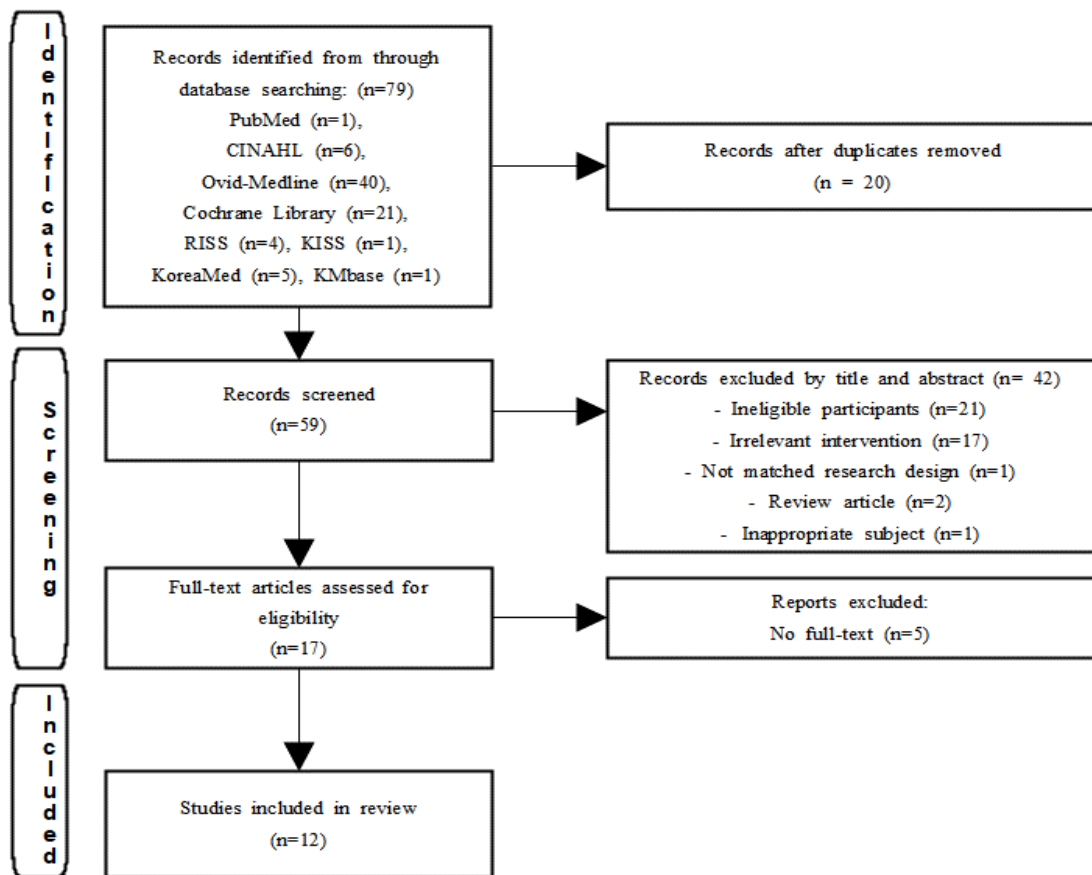 Identification
Records identified from through
database searching: (n=79)
PubMed (n=1),
CINAHL (n=6),
Ovid-Medline (n=40),
Cochrane Library (n=21),
RISS (n=4), KISS (n=1),
KoreaMed (n=5), KMbase (n=1)
Records after duplicates removed
(n = 20)
Screening
Records screened
(n=59)
Records excluded by title and abstract (n= 42)
- Ineligible participants (n=21)
- Irrelevant intervention (n=17)
- Not matched research design (n=1)
- Review article (n=2)
- Inappropriate subject (n=1)
Full-text articles assessed for
eligibility
(n=17)
Reports excluded:
No full-text (n=5)
Included
Studies included in review
(n=12)